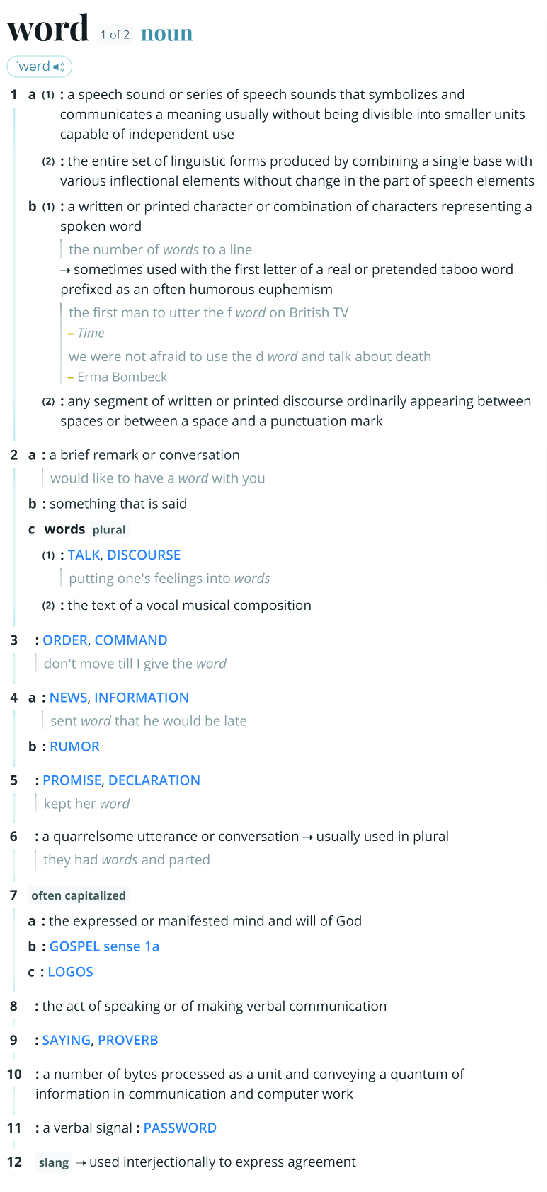 word 1 of 2 noun
ˈwərd
1 a (1) : a speech sound or series of speech sounds that symbolizes and
communicates a meaning usually without being divisible into smaller units
capable of independent use
(2) : the entire set of linguistic forms produced by combining a single base with
various inflectional elements without change in the part of speech elements
b (1) : a written or printed character or combination of characters representing a
spoken word
the number of words to a line
→ sometimes used with the first letter of a real or pretended taboo word
prefixed as an often humorous euphemism
the first man to utter the f word on British TV
– Time
we were not afraid to use the d word and talk about death
– Erma Bombeck
(2) : any segment of written or printed discourse ordinarily appearing between
spaces or between a space and a punctuation mark
2 a : a brief remark or conversation
would like to have a word with you
b : something that is said
c words plural
(1) : TALK, DISCOURSE
putting one's feelings into words
(2) : the text of a vocal musical composition
3 : ORDER, COMMAND
don't move till I give the word
4 a : NEWS, INFORMATION
sent word that he would be late
b : RUMOR
5 : PROMISE, DECLARATION
kept her word
6 : a quarrelsome utterance or conversation → usually used in plural
they had words and parted
7 often capitalized
a : the expressed or manifested mind and will of God
b : GOSPEL sense 1a
c : LOGOS
8 : the act of speaking or of making verbal communication
9 : SAYING, PROVERB
10 : a number of bytes processed as a unit and conveying a quantum of
information in communication and computer work
11 : a verbal signal : PASSWORD
12 slang → used interjectionally to express agreement